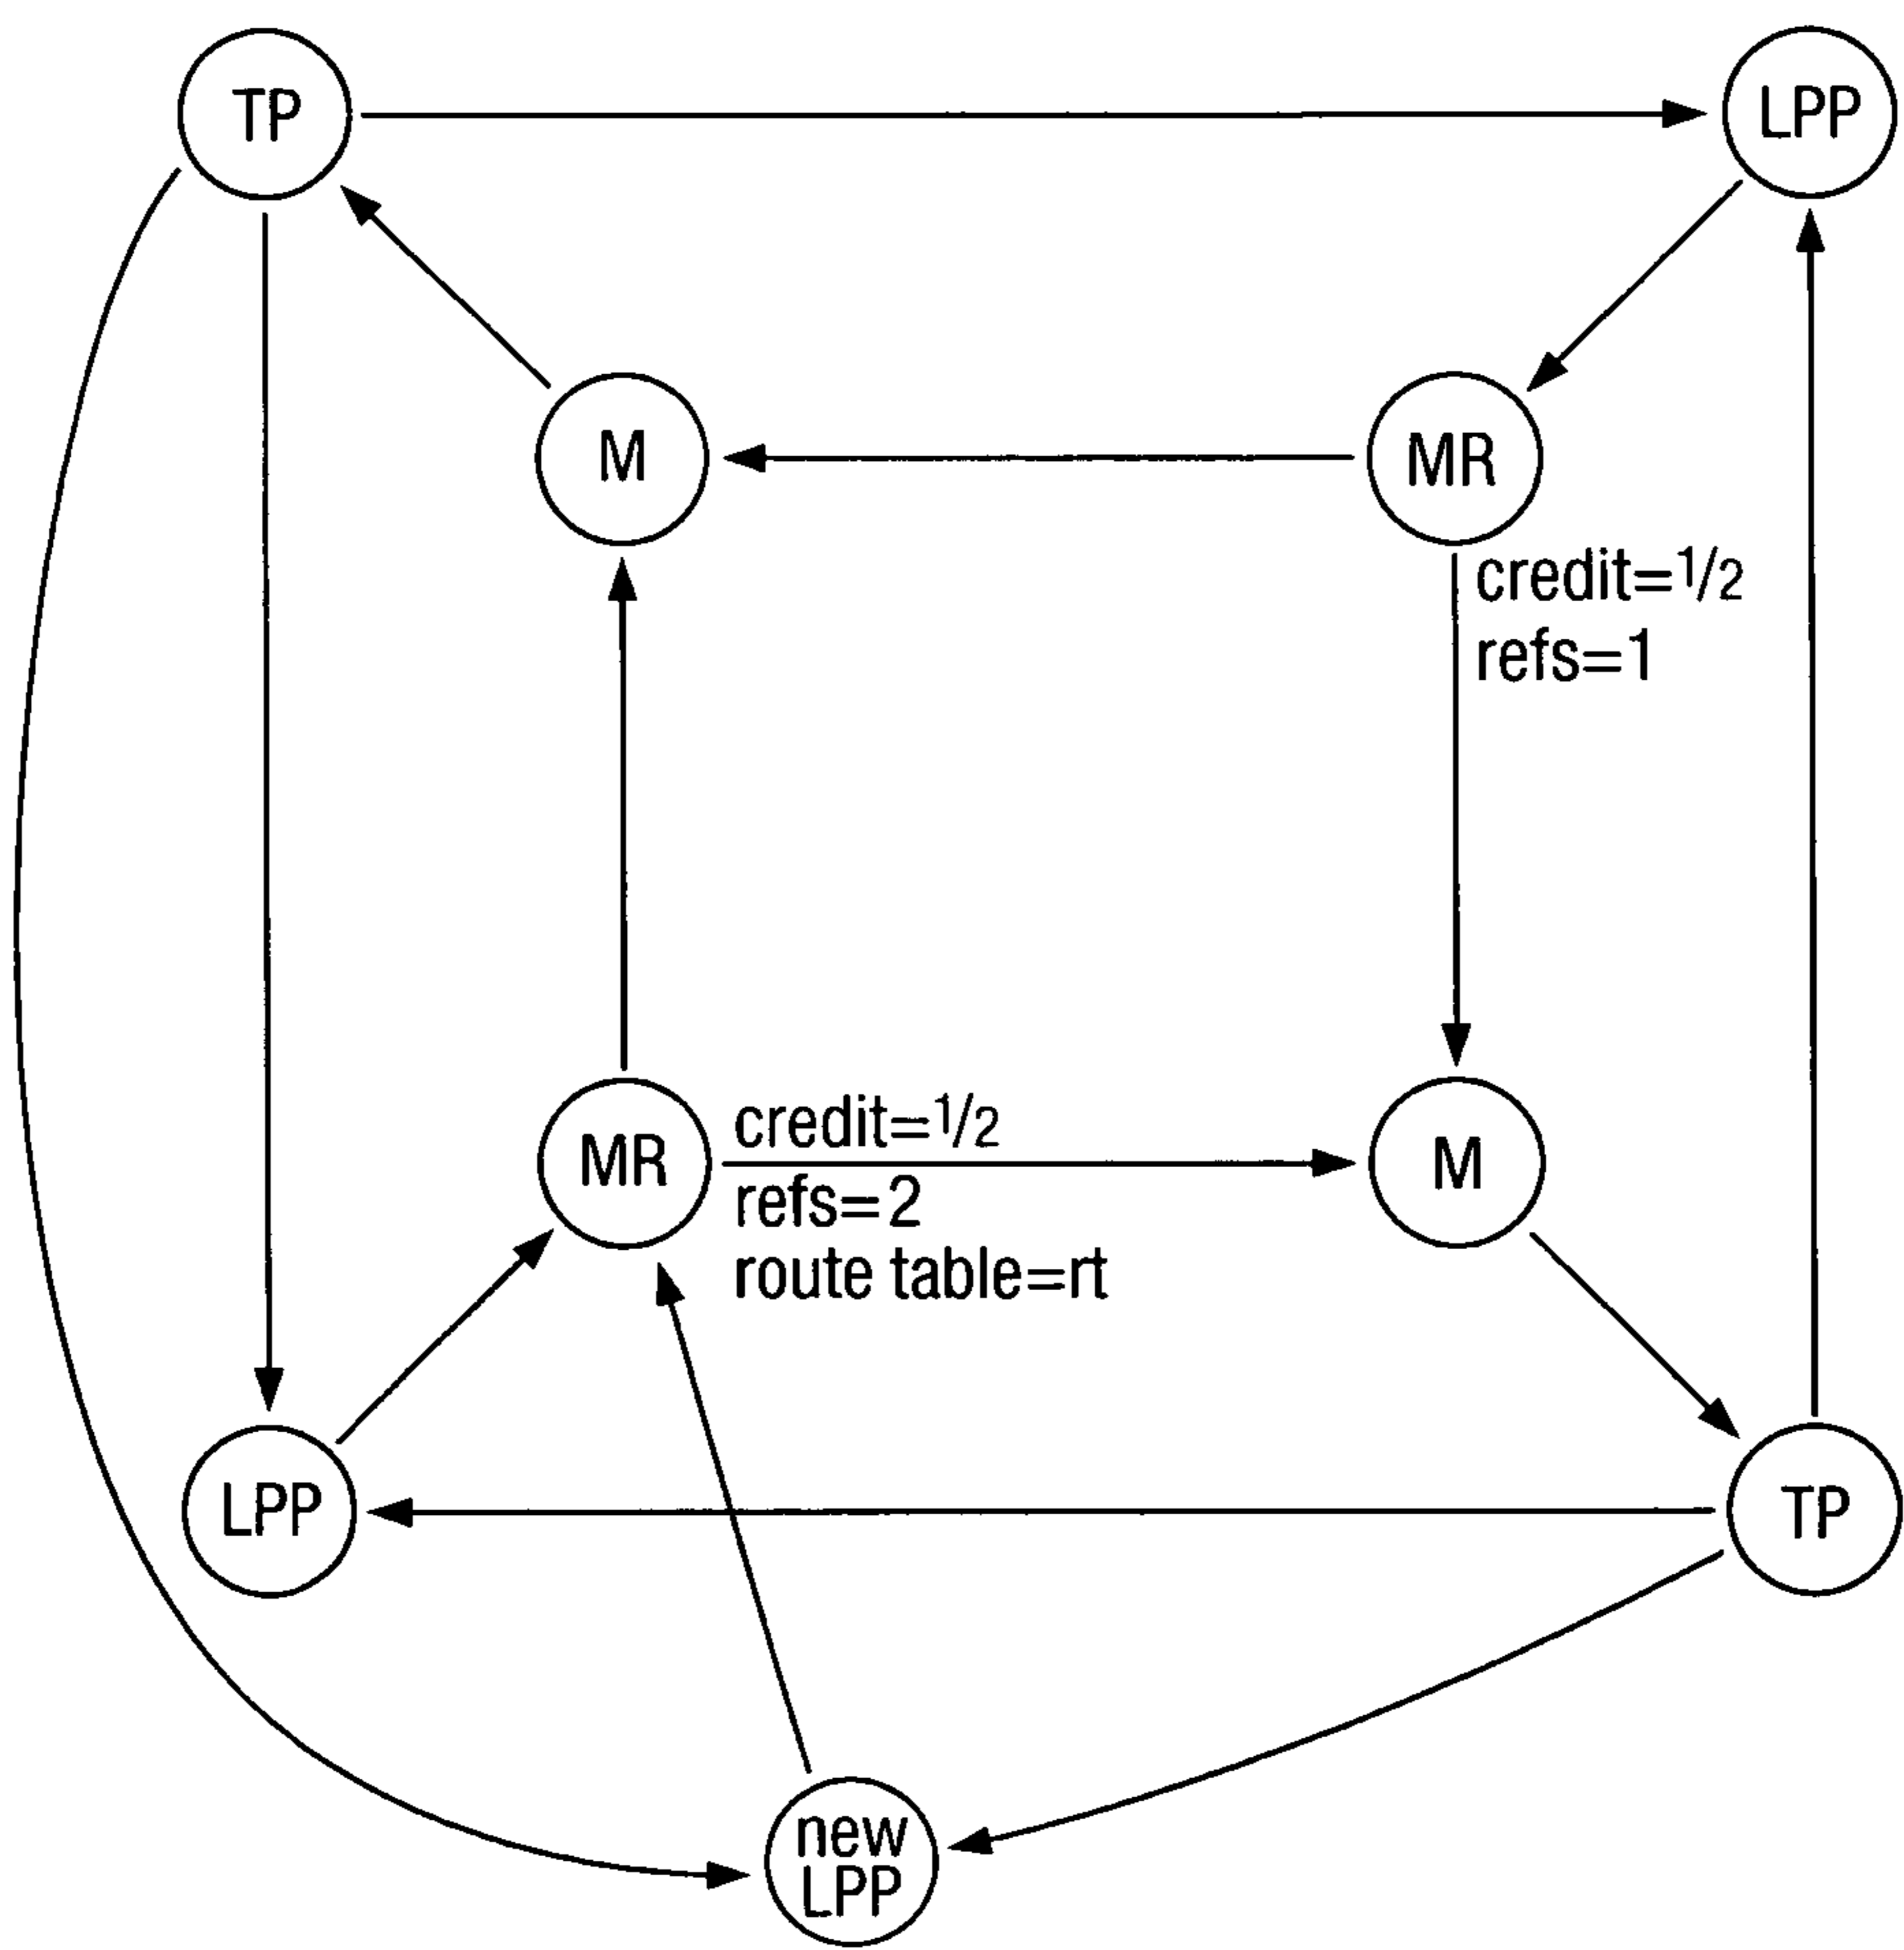 TP
LPP
M
MR
credit=1/2
refs=1
MR
credit=1/2
refs=2
route table=rt
M
LPP
TP
new
LPP